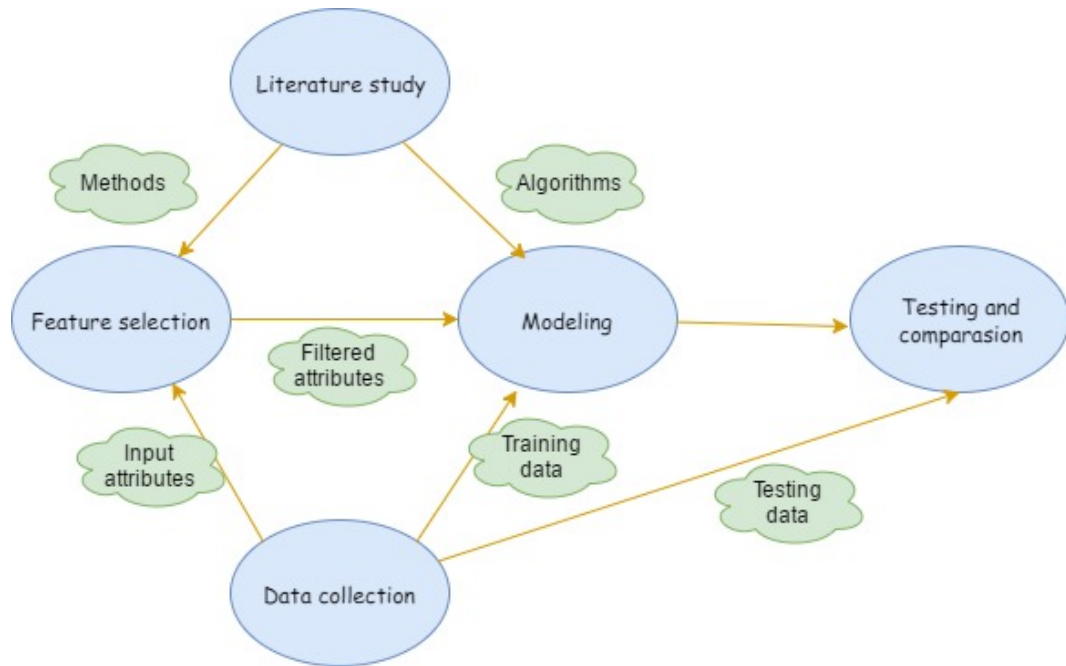 Literature study
Methods
Algorithms
Feature selection
Modeling
Testing and
comparasion
Filtered
attributes
Input
attributes
Training
data
Testing
data
Data collection